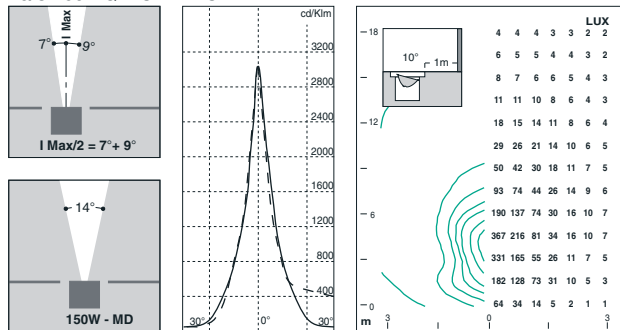 I Max
7° 9°
I Max/2 = 7°+ 9°
14°
150W - MD
cd/Klm
3200
2800
2400
2000
1600
1200
800
400
30° 0° 30°
LUX
18
12
6
0
m
3 0 3
10°
1m
4 4 4 3 3 2 2
6 5 5 4 4 3 2
8 7 6 6 5 4 3
11 11 10 8 6 4 3
18 15 14 11 8 6 4
29 26 21 14 10 6 5
50 42 30 18 11 7 5
93 74 44 26 14 9 6
190 137 74 30 16 10 7
367 216 81 34 16 10 7
331 165 55 26 11 7 5
182 128 73 31 10 5 3
64 34 14 5 2 1 1